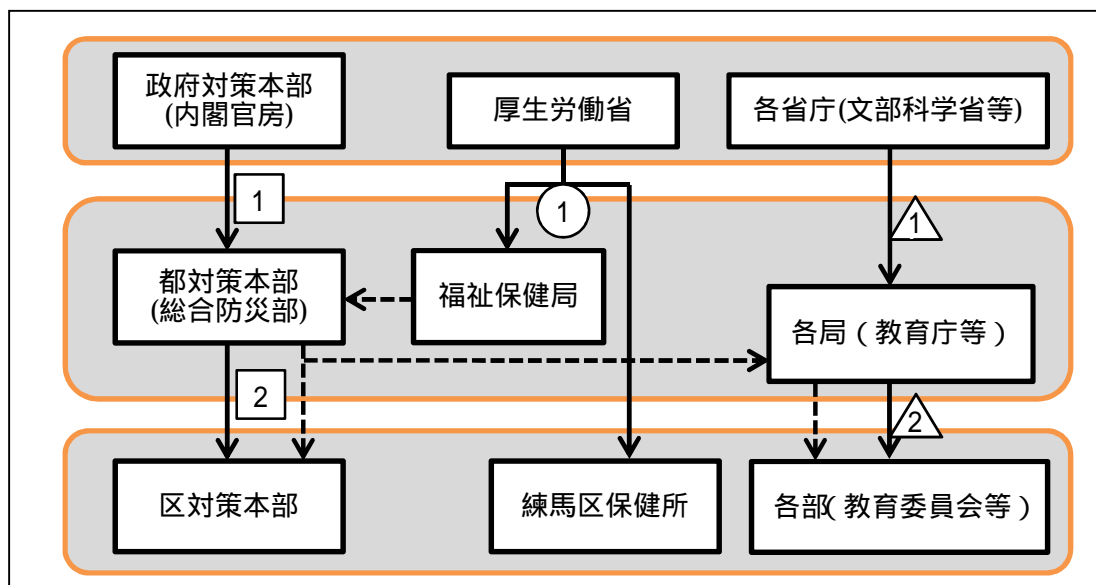 政府対策本部
(内閣官房)
厚生労働省
各省庁(文部科学省等)
1
1
1
都対策本部
(総合防災部)
福祉保健局
各局(教育庁等)
2
2
区対策本部
練馬区保健所
各部(教育委員会等)